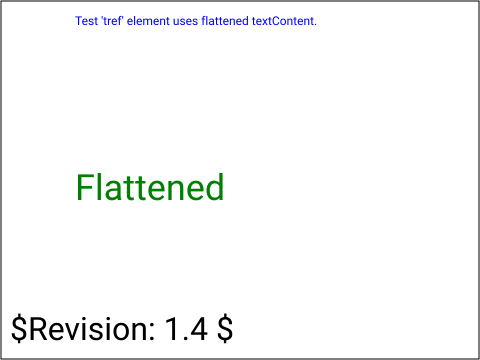 Test 'tref' element uses flattened textContent.
Flattened
$Revision: 1.4 $